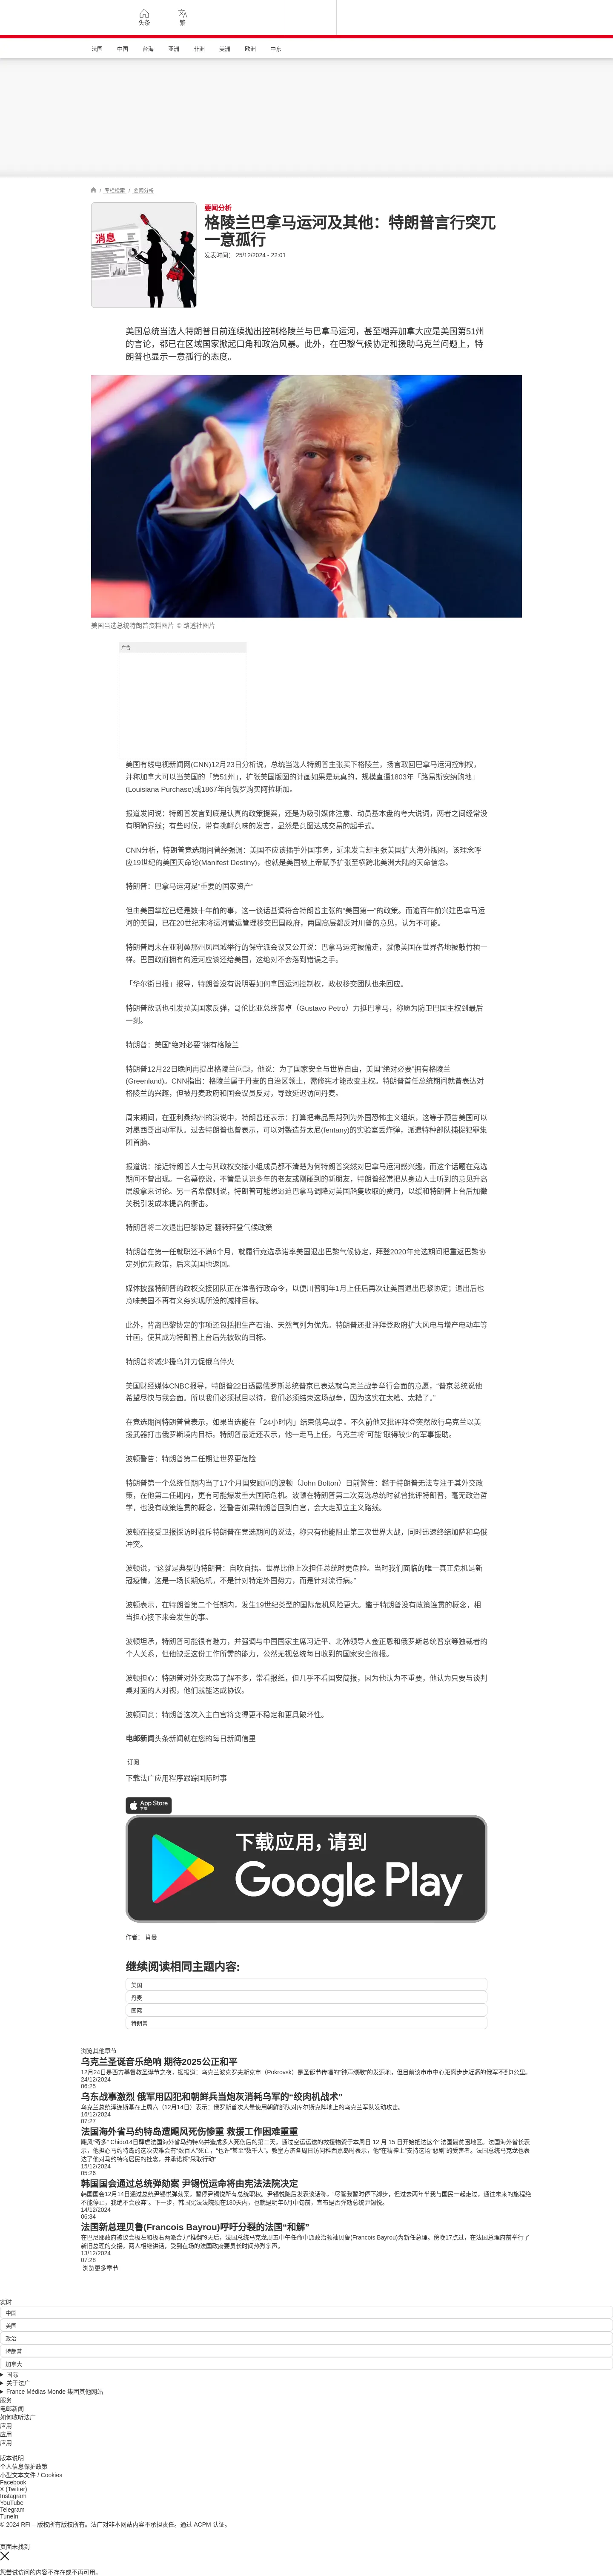 头条
繁
法国
中国
台海
亚洲
非洲
美洲
欧洲
中东
/ 专栏检索 / 要闻分析
消息
要闻分析
格陵兰巴拿马运河及其他：特朗普言行突兀
一意孤行
发表时间： 25/12/2024 - 22:01
美国总统当选人特朗普日前连续抛出控制格陵兰与巴拿马运河，甚至嘲弄加拿大应是美国第51州
的言论，都已在区域国家掀起口角和政治风暴。此外，在巴黎气候协定和援助乌克兰问题上，特
朗普也显示一意孤行的态度。
美国当选总统特朗普资料图片 © 路透社图片
广告
美国有线电视新闻网(CNN)12月23日分析说，总统当选人特朗普主张买下格陵兰，扬言取回巴拿马运河控制权，
并称加拿大可以当美国的「第51州」，扩张美国版图的计画如果是玩真的，规模直逼1803年「路易斯安纳购地」
(Louisiana Purchase)或1867年向俄罗购买阿拉斯加。
报道发问说：特朗普发言到底是认真的政策提案，还是为吸引媒体注意、动员基本盘的夸大说词，两者之间经常没
有明确界线；有些时候，带有挑衅意味的发言，显然是意图达成交易的起手式。
CNN分析，特朗普竞选期间曾经强调：美国不应该插手外国事务，近来发言却主张美国扩大海外版图，该理念呼
应19世纪的美国天命论(Manifest Destiny)，也就是美国被上帝赋予扩张至横跨北美洲大陆的天命信念。
特朗普：巴拿马运河是“重要的国家资产”
但由美国掌控已经是数十年前的事，这一谈话基调符合特朗普主张的“美国第一”的政策。而逾百年前兴建巴拿马运
河的美国，已在20世纪末将运河营运管理移交巴国政府，两国高层都反对川普的意见，认为不可能。
特朗普周末在亚利桑那州凤凰城举行的保守派会议又公开说：巴拿马运河被偷走，就像美国在世界各地被敲竹横一
样。巴国政府拥有的运河应该还给美国，这绝对不会落到错误之手。
「华尔街日报」报导，特朗普没有说明要如何拿回运河控制权，政权移交团队也未回应。
特朗普放话也引发拉美国家反弹，哥伦比亚总统裴卓（Gustavo Petro）力挺巴拿马，称愿为防卫巴国主权到最后
一刻。
特朗普：美国“绝对必要”拥有格陵兰
特朗普12月22日晚间再提出格陵兰问题，他说：为了国家安全与世界自由，美国“绝对必要”拥有格陵兰
(Greenland)。CNN指出：格陵兰属于丹麦的自治区领土，需修宪才能改变主权。特朗普首任总统期间就曾表达对
格陵兰的兴趣，但被丹麦政府和国会议员反对，导致延迟访问丹麦。
周末期间，在亚利桑纳州的演说中，特朗普还表示：打算把毒品黑帮列为外国恐怖主义组织，这等于预告美国可以
对墨西哥出动军队。过去特朗普也曾表示，可以对製造芬太尼(fentany)的实验室丢炸弹，派遣特种部队捕捉犯罪集
团首脑。
报道说：接近特朗普人士与其政权交接小组成员都不清楚为何特朗普突然对巴拿马运河感兴趣，而这个话题在竞选
期间不曾出现。一名幕僚说，不管是认识多年的老友或刚碰到的新朋友，特朗普经常把从身边人士听到的意见升高
层级拿来讨论。另一名幕僚则说，特朗普可能想逼迫巴拿马调降对美国船隻收取的费用，以缓和特朗普上台后加徵
关税引发成本提高的衝击。
特朗普将二次退出巴黎协定 翻转拜登气候政策
特朗普在第一任就职还不满6个月，就履行竞选承诺率美国退出巴黎气候协定，拜登2020年竞选期间把重返巴黎协
定列优先政策，后来美国也返回。
媒体披露特朗普的政权交接团队正在准备行政命令，以便川普明年1月上任后再次让美国退出巴黎协定；退出后也
意味美国不再有义务实现所设的减排目标。
此外，背离巴黎协定的事项还包括把生产石油、天然气列为优先。特朗普还批评拜登政府扩大风电与增产电动车等
计画，使其成为特朗普上台后先被砍的目标。
特朗普将减少援乌并力促俄乌停火
美国财经媒体CNBC报导，特朗普22日透露俄罗斯总统普京已表达就乌克兰战争举行会面的意愿，“普京总统说他
希望尽快与我会面。所以我们必须拭目以待，我们必须结束这场战争，因为这实在太糟、太糟了。”
在竞选期间特朗普曾表示，如果当选能在「24小时内」结束俄乌战争。不久前他又批评拜登突然放行乌克兰以美
援武器打击俄罗斯境内目标。特朗普最近还表示，他一走马上任，乌克兰将“可能”取得较少的军事援助。
波顿警告：特朗普第二任期让世界更危险
特朗普第一个总统任期内当了17个月国安顾问的波顿（John Bolton）日前警告：鑑于特朗普无法专注于其外交政
策，在他第二任期内，更有可能爆发重大国际危机。波顿在特朗普第二次竞选总统时就曾批评特朗普，毫无政治哲
学，也没有政策连贯的概念，还警告如果特朗普回到白宫，会大走孤立主义路线。
波顿在接受卫报採访时驳斥特朗普在竞选期间的说法，称只有他能阻止第三次世界大战，同时迅速终结加萨和乌俄
冲突。
波顿说，“这就是典型的特朗普：自吹自擂。世界比他上次担任总统时更危险。当时我们面临的唯一真正危机是新
冠疫情，这是一场长期危机，不是针对特定外国势力，而是针对流行病。”
波顿表示，在特朗普第二个任期内，发生19世纪类型的国际危机风险更大。鑑于特朗普没有政策连贯的概念，相
当担心接下来会发生的事。
波顿坦承，特朗普可能很有魅力，并强调与中国国家主席习近平、北韩领导人金正恩和俄罗斯总统普京等独裁者的
个人关系，但他缺乏这份工作所需的能力，公然无视总统每日收到的国家安全简报。
波顿担心：特朗普对外交政策了解不多，常看报纸，但几乎不看国安简报，因为他认为不重要，他认为只要与谈判
桌对面的人对视，他们就能达成协议。
波顿同意：特朗普这次入主白宫将变得更不稳定和更具破坏性。
电邮新闻头条新闻就在您的每日新闻信里
订阅
下载法广应用程序跟踪国际时事
App Store
下载
下载应用，请到
Google Play
作者： 肖曼
继续阅读相同主题内容:
美国
丹麦
国际
特朗普
浏览其他章节
乌克兰圣诞音乐绝响 期待2025公正和平
12月24日是西方基督教圣诞节之夜，据报道：乌克兰波克罗夫斯克市（Pokrovsk）是圣诞节传唱的“钟声颂歌”的发源地，但目前该市市中心距离步步近逼的俄军不到3公里。
24/12/2024
06:25
乌东战事激烈 俄军用囚犯和朝鲜兵当炮灰消耗乌军的“绞肉机战术”
乌克兰总统泽连斯基在上周六（12月14日）表示：俄罗斯首次大量使用朝鲜部队对库尔斯克阵地上的乌克兰军队发动攻击。
16/12/2024
07:27
法国海外省马约特岛遭飓风死伤惨重 救援工作困难重重
飓风“奇多” Chido14日肆虐法国海外省马约特岛并造成多人死伤后的第二天，通过空运运送的救援物资于本周日 12 月 15 日开始抵达这个“法国最贫困地区。法国海外省长表
示，他担心马约特岛的这次灾难会有“数百人”死亡，“也许”甚至“数千人”。教皇方济各周日访问科西嘉岛时表示，他“在精神上”支持这场“悲剧”的受害者。法国总统马克龙也表
达了他对马约特岛居民的挂念，并承诺将“采取行动”
15/12/2024
05:26
韩国国会通过总统弹劾案 尹锡悦运命将由宪法法院决定
韩国国会12月14日通过总统尹锡悦弹劾案，暂停尹锡悦所有总统职权。尹锡悦随后发表谈话称，“尽管我暂时停下脚步，但过去两年半我与国民一起走过，通往未来的旅程绝
不能停止，我绝不会放弃”。下一步，韩国宪法法院须在180天内，也就是明年6月中旬前，宣布是否弹劾总统尹锡悦。
14/12/2024
06:34
法国新总理贝鲁(Francois Bayrou)呼吁分裂的法国“和解”
在巴尼耶政府被议会极左和极右两派合力“推翻”9天后，法国总统马克龙周五中午任命中派政治领袖贝鲁(Francois Bayrou)为新任总理。傍晚17点过，在法国总理府前举行了
新旧总理的交接，两人相继讲话，受到在场的法国政府要员长时间热烈掌声。
13/12/2024
07:28
浏览更多章节
实时
中国
美国
政治
特朗普
加拿大
国际
关于法广
France Médias Monde 集团其他网站
服务
电邮新闻
如何收听法广
应用
应用
应用
版本说明
个人信息保护政策
小型文本文件 / Cookies
Facebook
X (Twitter)
Instagram
YouTube
Telegram
TuneIn
© 2024 RFI – 版权所有版权所有。法广对非本网站内容不承担责任。通过 ACPM 认证。
页面未找到
您尝试访问的内容不存在或不再可用。